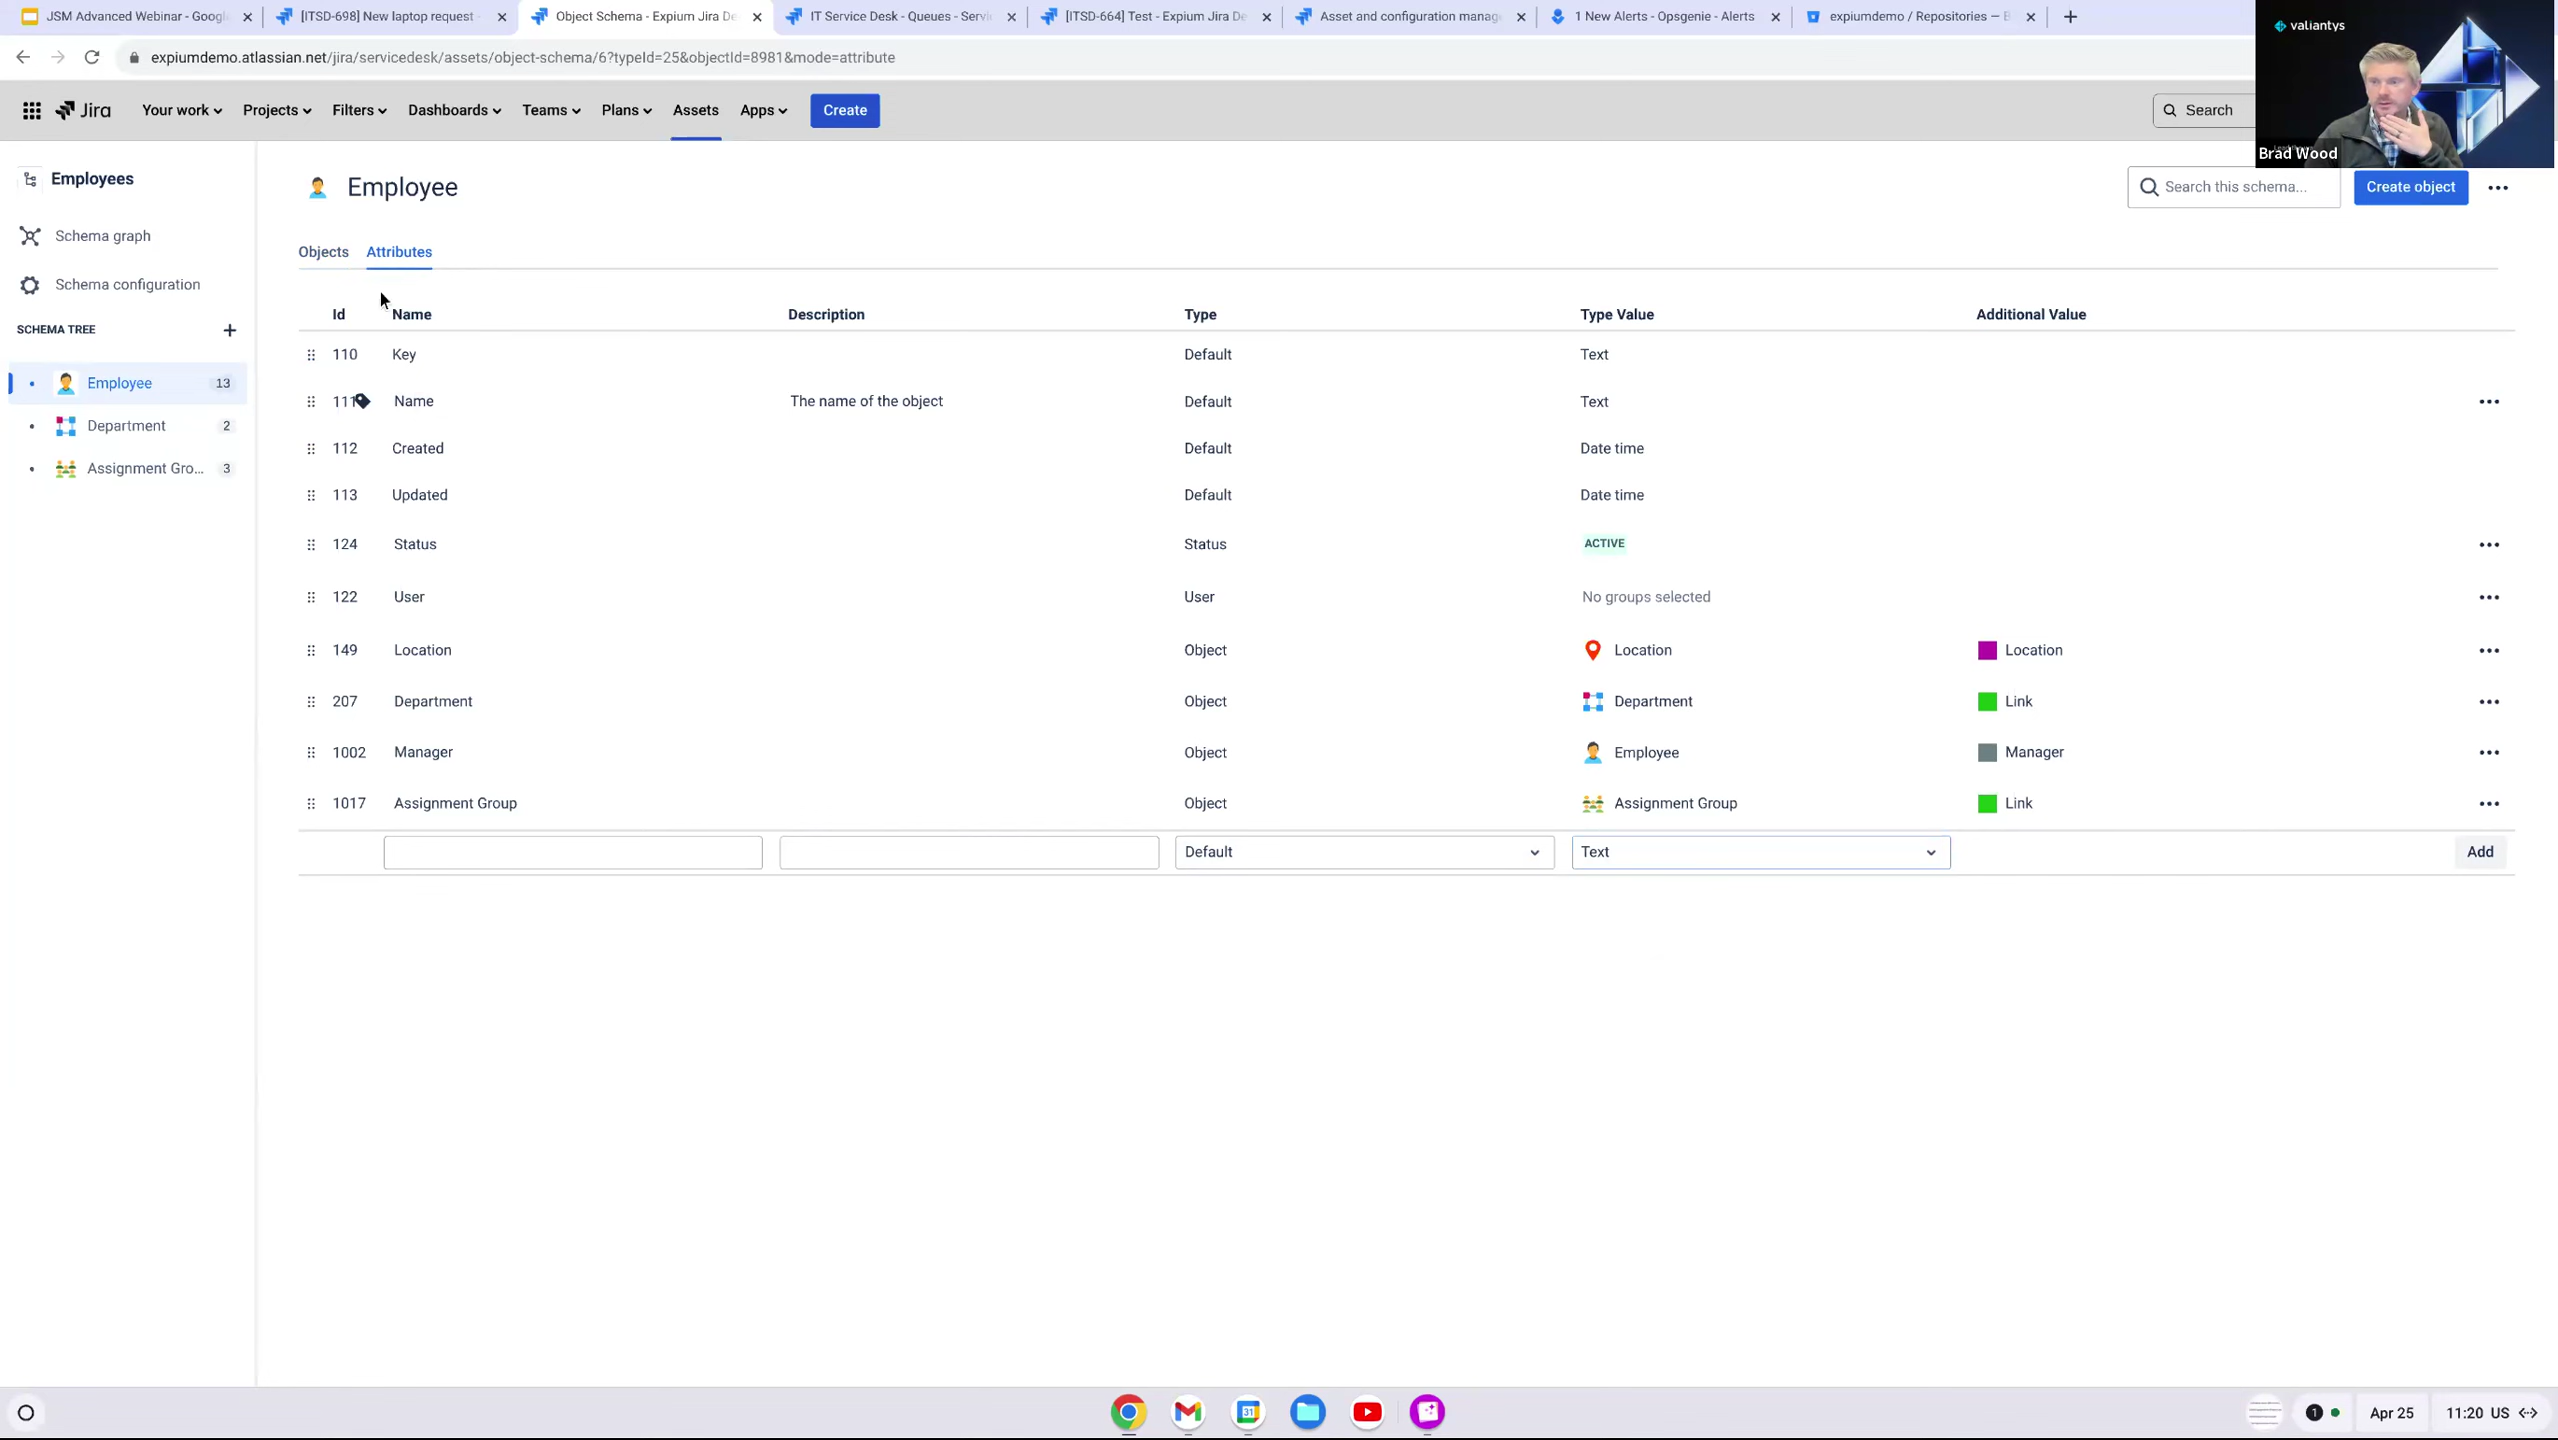 JSM Advanced Webinar - Googl
[ITSD-698] New laptop request -
Object Schema - Expium Jira De
IT Service Desk - Queues - Servi
[ITSD-664] Test - Expium Jira De
Asset and configuration manag
1 New Alerts - Opsgenie - Alerts
expiumdemo / Repositories — B
expiumdemo.atlassian.net/jira/servicedesk/assets/object-schema/6?typeId=25&objectId=8981&mode=attribute
valiantys
Brad Wood
Jira Your work Projects Filters Dashboards Teams Plans Assets Apps Create Search
Employees
Schema graph
Schema configuration
SCHEMA TREE
Employee 13
Department 2
Assignment Gro... 3
Employee
Search this schema... Create object
Objects Attributes
Id Name Description Type Type Value Additional Value
110 Key Default Text
111 Name The name of the object Default Text
112 Created Default Date time
113 Updated Default Date time
124 Status Status ACTIVE
122 User User No groups selected
149 Location Object Location Location
207 Department Object Department Link
1002 Manager Object Employee Manager
1017 Assignment Group Object Assignment Group Link
Default Text Add
31
1 Apr 25 11:20 US